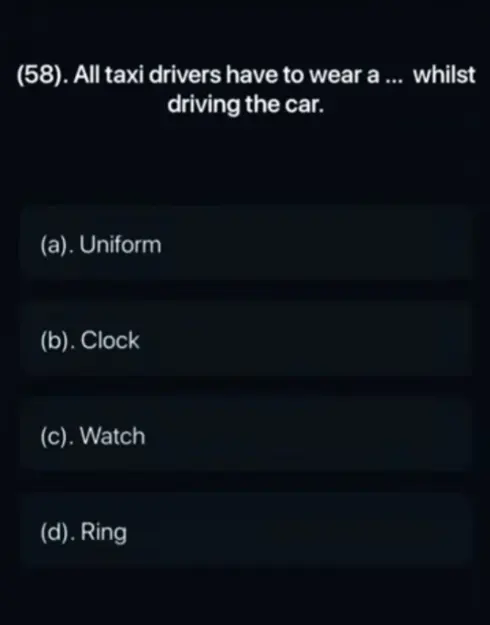 (58). All taxi drivers have to wear a ... whilst
driving the car.
(a). Uniform
(b). Clock
(c). Watch
(d). Ring